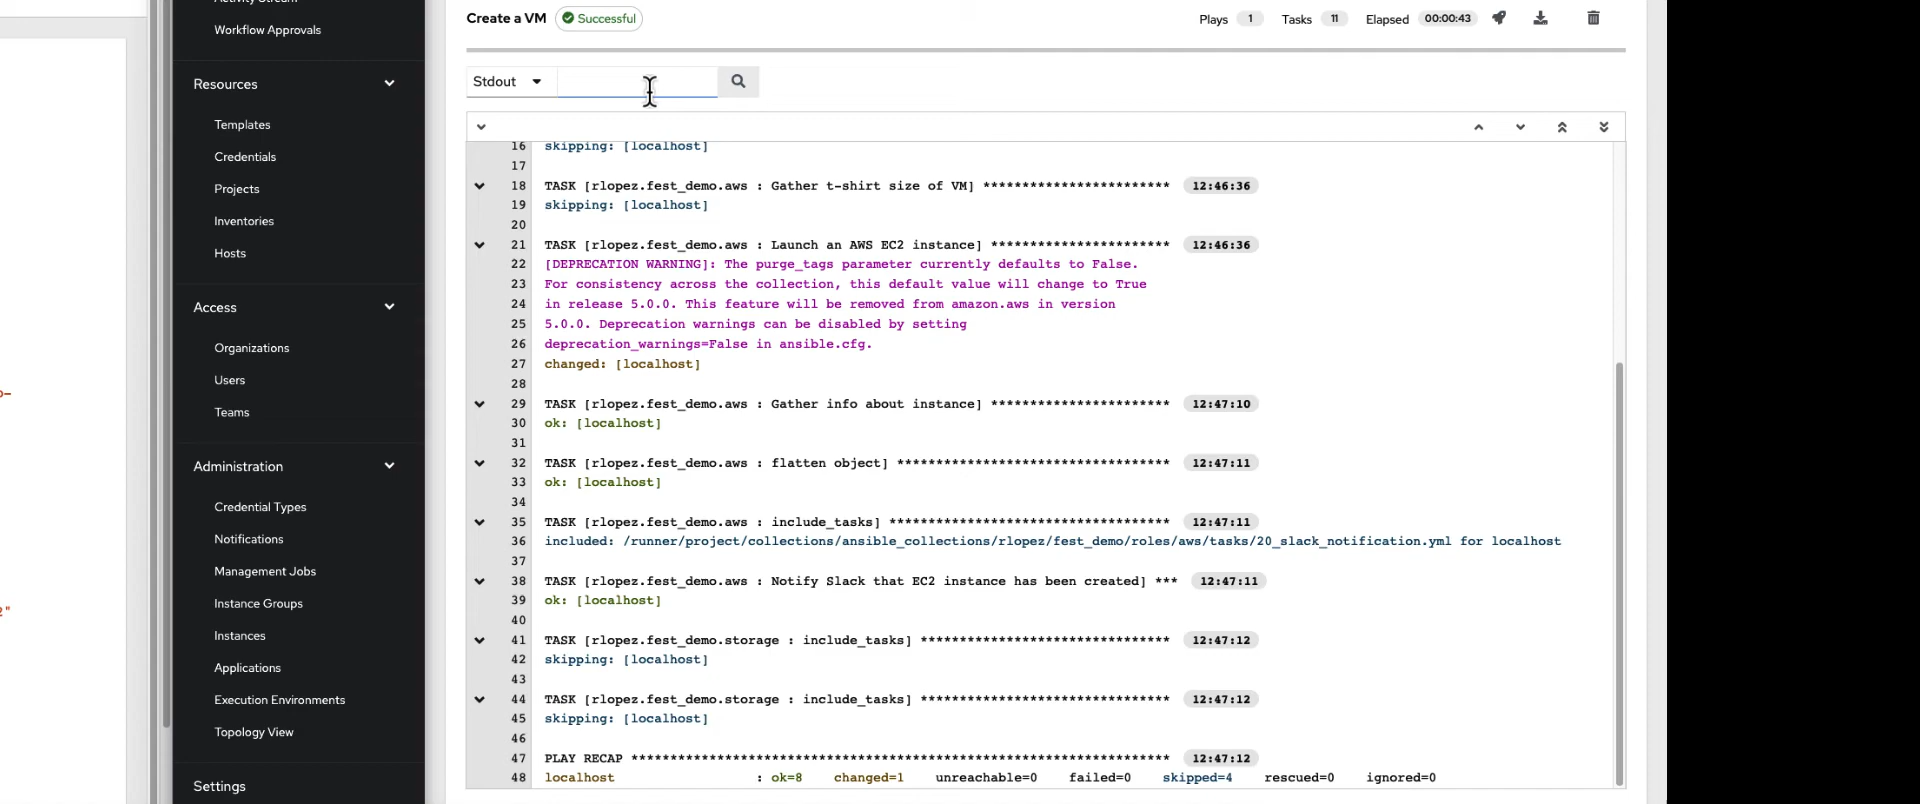 Activity Stream
Workflow Approvals
Resources
Templates
Credentials
Projects
Inventories
Hosts
Access
Organizations
Users
Teams
Administration
Credential Types
Notifications
Management Jobs
Instance Groups
Instances
Applications
Execution Environments
Topology View
Settings
Create a VM Successful Plays 1 Tasks 11 Elapsed 00:00:43
Stdout
16 skipping: [localhost]
17
18 TASK [rlopez.fest_demo.aws : Gather t-shirt size of VM] ************************ 12:46:36
19 skipping: [localhost]
20
21 TASK [rlopez.fest_demo.aws : Launch an AWS EC2 instance] *********************** 12:46:36
22 [DEPRECATION WARNING]: The purge_tags parameter currently defaults to False.
23 For consistency across the collection, this default value will change to True
24 in release 5.0.0. This feature will be removed from amazon.aws in version
25 5.0.0. Deprecation warnings can be disabled by setting
26 deprecation_warnings=False in ansible.cfg.
27 changed: [localhost]
28
29 TASK [rlopez.fest_demo.aws : Gather info about instance] *********************** 12:47:10
30 ok: [localhost]
31
32 TASK [rlopez.fest_demo.aws : flatten object] *********************************** 12:47:11
33 ok: [localhost]
34
35 TASK [rlopez.fest_demo.aws : include_tasks] ************************************ 12:47:11
36 included: /runner/project/collections/ansible_collections/rlopez/fest_demo/roles/aws/tasks/20_slack_notification.yml for localhost
37
38 TASK [rlopez.fest_demo.aws : Notify Slack that EC2 instance has been created] *** 12:47:11
39 ok: [localhost]
40
41 TASK [rlopez.fest_demo.storage : include_tasks] ******************************** 12:47:12
42 skipping: [localhost]
43
44 TASK [rlopez.fest_demo.storage : include_tasks] ******************************** 12:47:12
45 skipping: [localhost]
46
47 PLAY RECAP ********************************************************************* 12:47:12
48 localhost : ok=8 changed=1 unreachable=0 failed=0 skipped=4 rescued=0 ignored=0